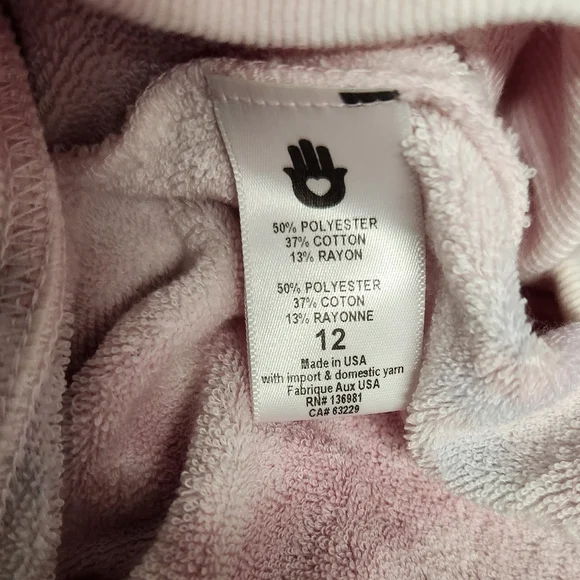 50% POLYESTER
37% COTTON
13% RAYON
50% POLYESTER
37% COTON
13% RAYONNE
12
Made in USA
with import & domestic yarn
Fabrique Aux USA
RN# 136981
CA# 63229